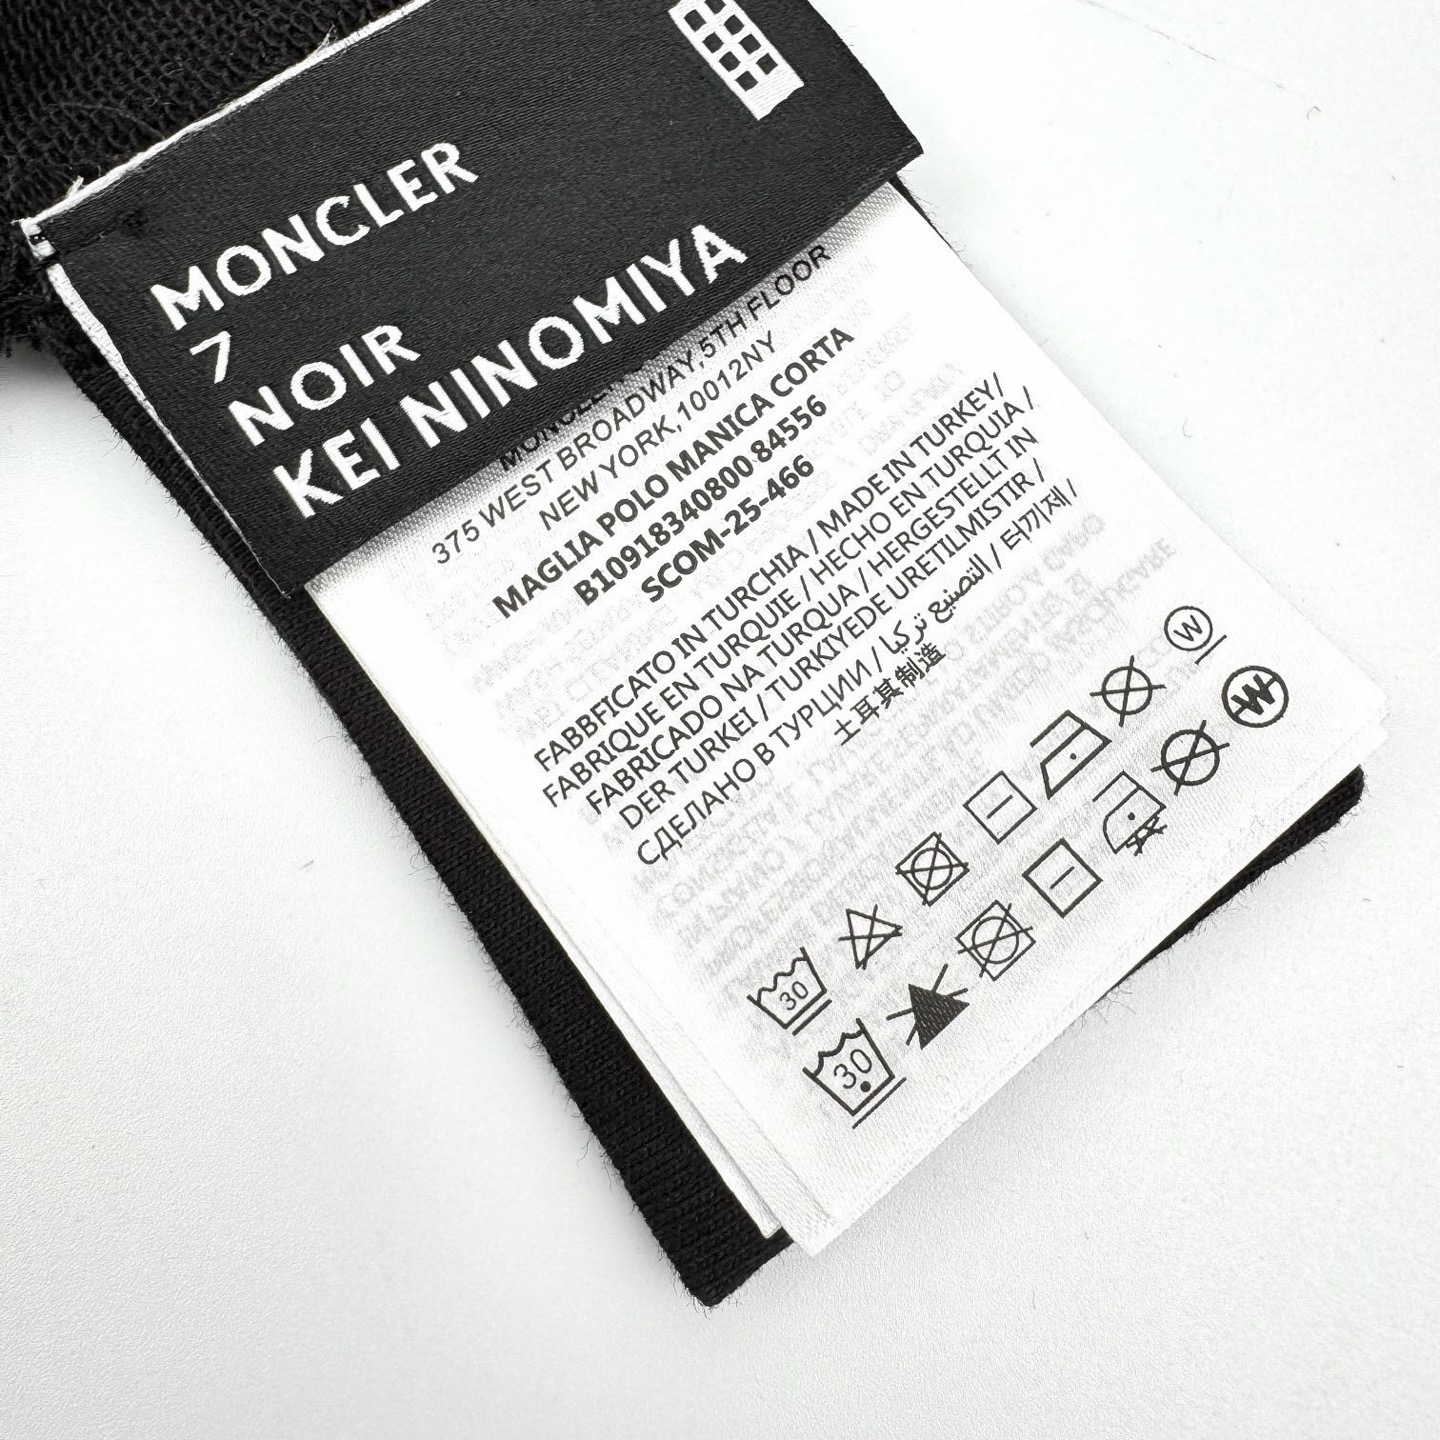 MONCLER
7
NOIR
KEI NINOMIYA
375 WEST BROADWAY,5TH FLOOR
NEW YORK,10012NY
MAGLIA POLO MANICA CORTA
B10918340800 84556
SCOM-25-466
FABBFICATO IN TURCHIA / MADE IN TURKEY/
FABRIQUE EN TURQUIE / HECHO EN TURQUIA /
FABRICADO NA TURQUA / HERGESTELLT IN
DER TURKEI / TURKIYEDE URETILMISTIR /
СДЕЛАНО В ТУРЦИИ / التصنيع تركيا / 터키제 /
土耳其制造
30
W
30
W